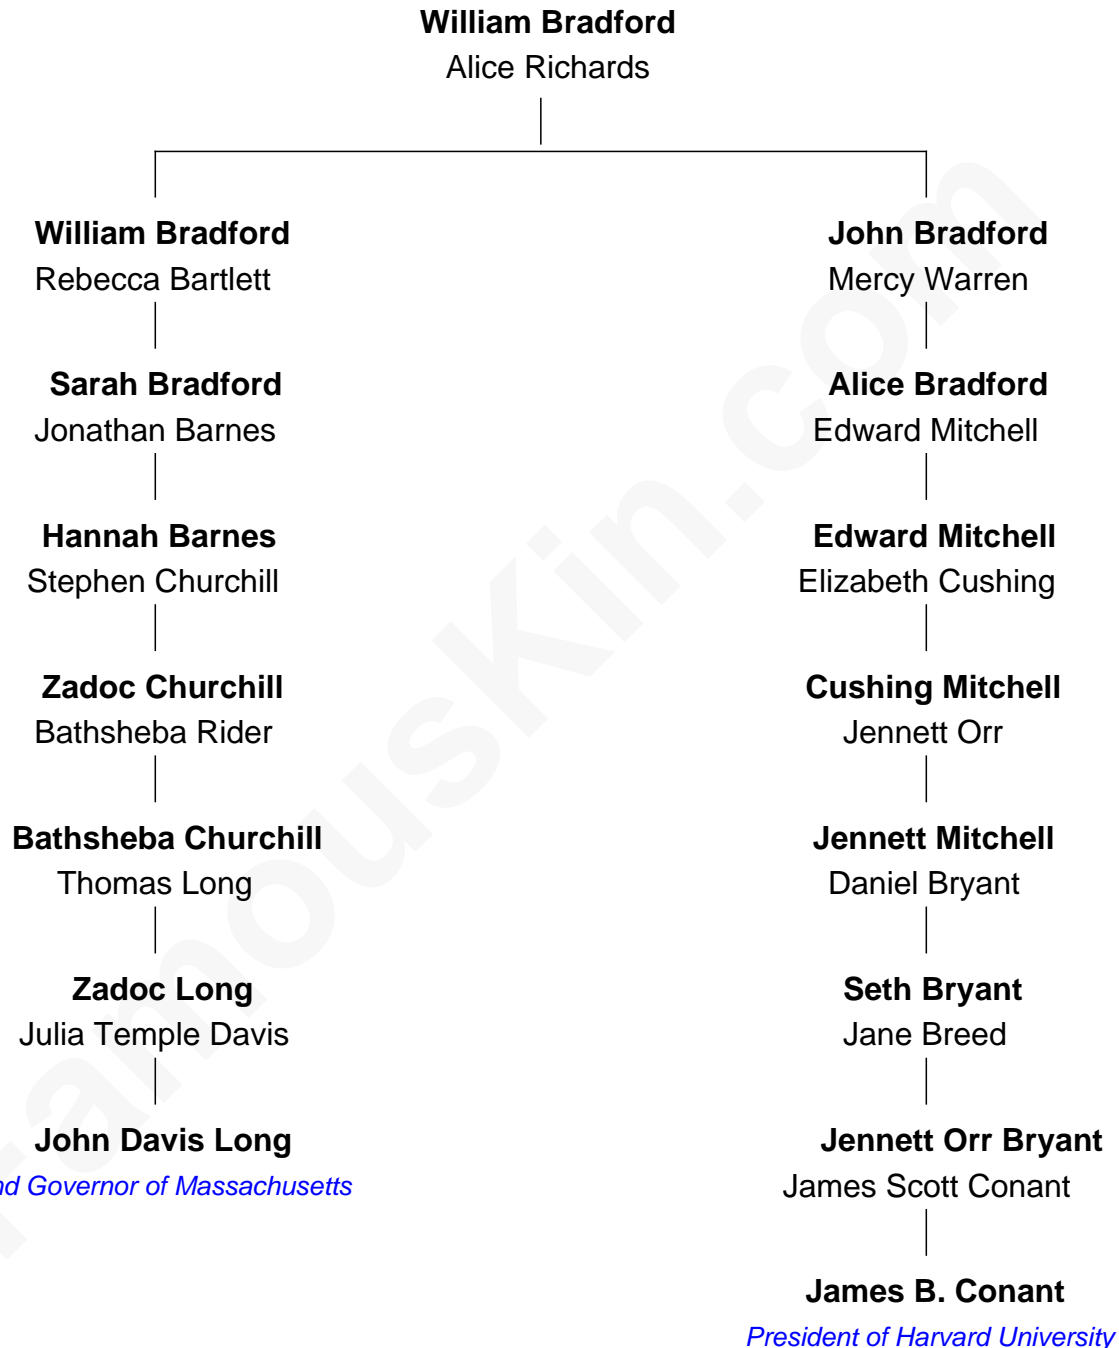 William Bradford
Alice Richards
William Bradford
Rebecca Bartlett
John Bradford
Mercy Warren
Sarah Bradford
Jonathan Barnes
Alice Bradford
Edward Mitchell
Hannah Barnes
Stephen Churchill
Edward Mitchell
Elizabeth Cushing
Zadoc Churchill
Bathsheba Rider
Cushing Mitchell
Jennett Orr
Bathsheba Churchill
Thomas Long
Jennett Mitchell
Daniel Bryant
Zadoc Long
Julia Temple Davis
Seth Bryant
Jane Breed
John Davis Long
nd Governor of Massachusetts
Jennett Orr Bryant
James Scott Conant
James B. Conant
President of Harvard University
FamousKin.com